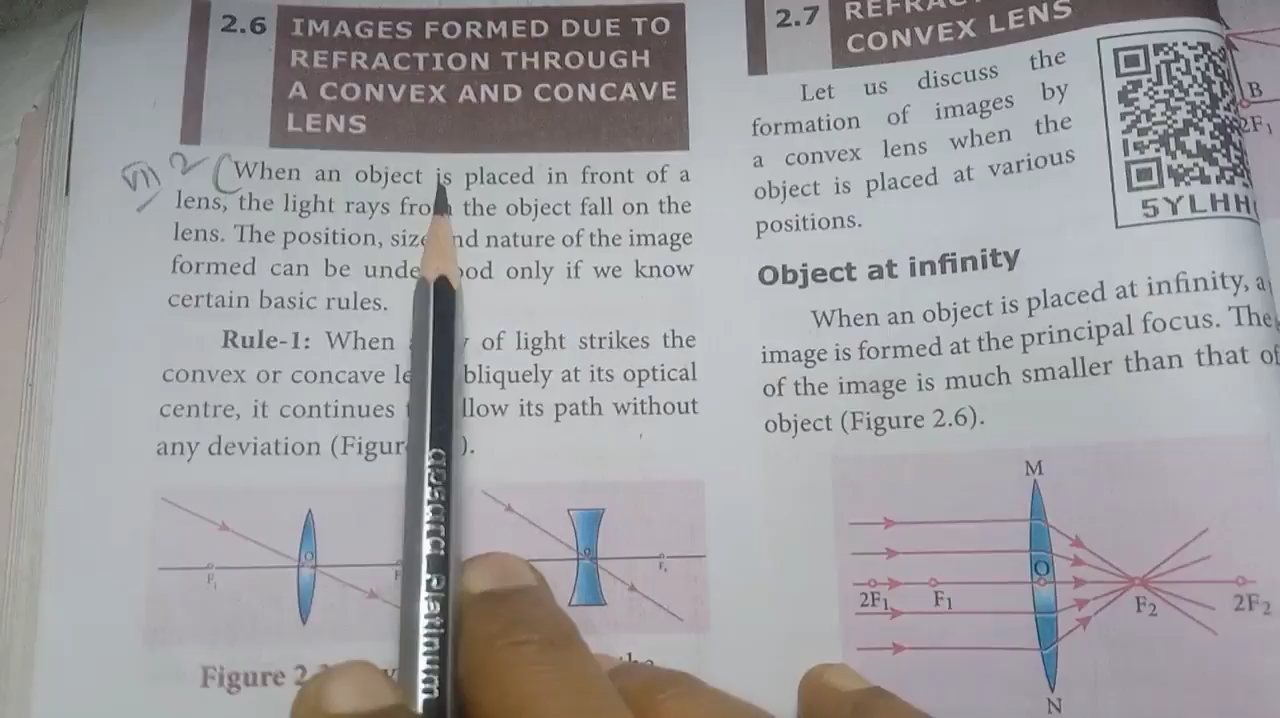 2.6 IMAGES FORMED DUE TO
REFRACTION THROUGH
A CONVEX AND CONCAVE
LENS
2 (When an object is placed in front of a
lens, the light rays the object fall on the
lens. The position, nd nature of the image
formed can be only if we know
certain basic rules.
Rule-1: When of light strikes the
convex or concave bliquely at its optical
centre, it continues llow its path without
any deviation (Figur ).
O
F₁
O
Figure 2
2.7
CONVEX LENS
Let us discuss the
formation of images by
a convex lens when the
object is placed at various
positions.
5YLHH
B
2F₁
Object at infinity
When an object is placed at infinity, a
image is formed at the principal focus. The
of the image is much smaller than that of
object (Figure 2.6).
M
O
2F₁ F₁ F₂ 2F₂
N
apsara Platinum